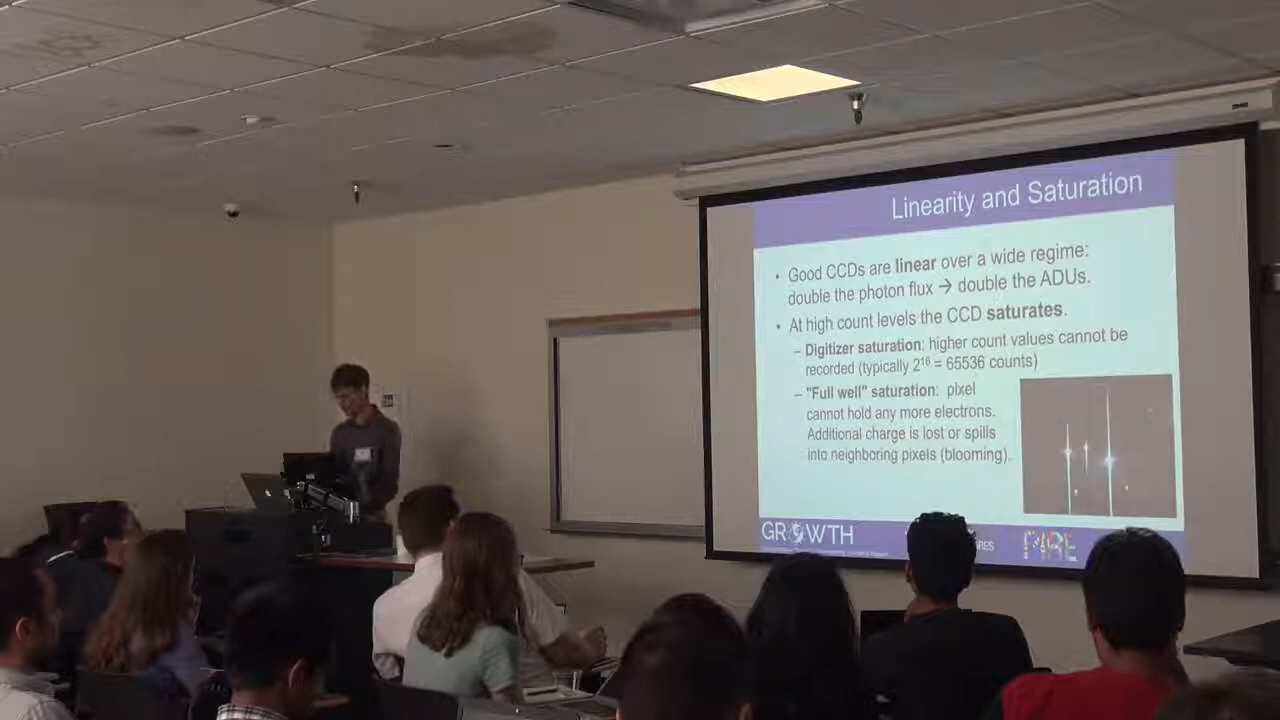 Linearity and Saturation
• Good CCDs are linear over a wide regime:
double the photon flux → double the ADUs.
• At high count levels the CCD saturates.
– Digitizer saturation: higher count values cannot be
recorded (typically 2¹⁶ = 65536 counts)
– "Full well" saturation: pixel
cannot hold any more electrons.
Additional charge is lost or spills
into neighboring pixels (blooming).
GROWTH
PIRE